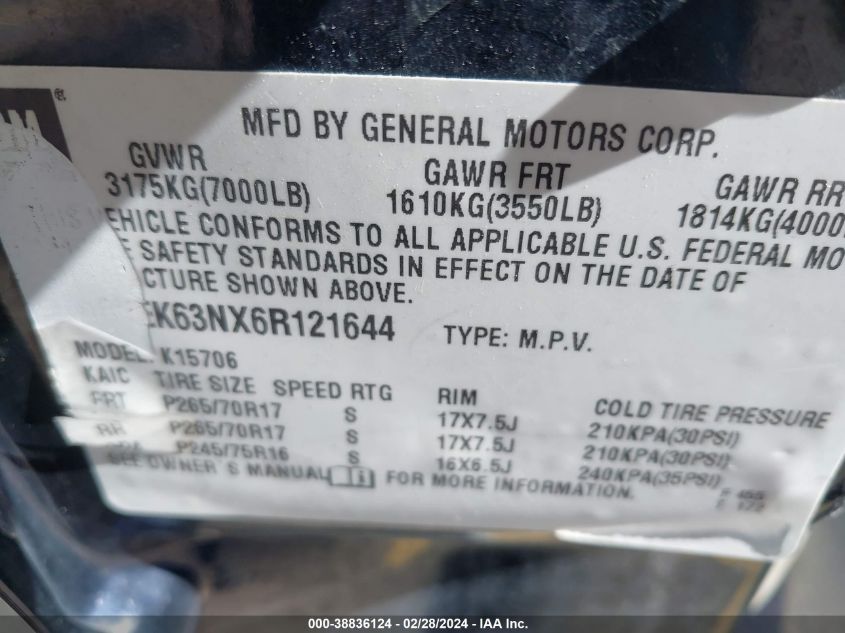 GM ®
MFD BY GENERAL MOTORS CORP.
GVWR GAWR FRT GAWR RR
3175KG(7000LB) 1610KG(3550LB) 1814KG(4000
EHICLE CONFORMS TO ALL APPLICABLE U.S. FEDERAL MO
E SAFETY STANDARDS IN EFFECT ON THE DATE OF
CTURE SHOWN ABOVE.
EK63NX6R121644 TYPE: M.P.V.
MODEL: K15706
KAIC TIRE SIZE SPEED RTG RIM COLD TIRE PRESSURE
FRT P265/70R17 S 17X7.5J 210KPA(30PSI)
RR P265/70R17 S 17X7.5J 210KPA(30PSI)
P245/75R16 S 16X6.5J 240KPA(35PSI)
SEE OWNER'S MANUAL FOR MORE INFORMATION.
000-38836124 / 02/28/2024 - IAA Inc.